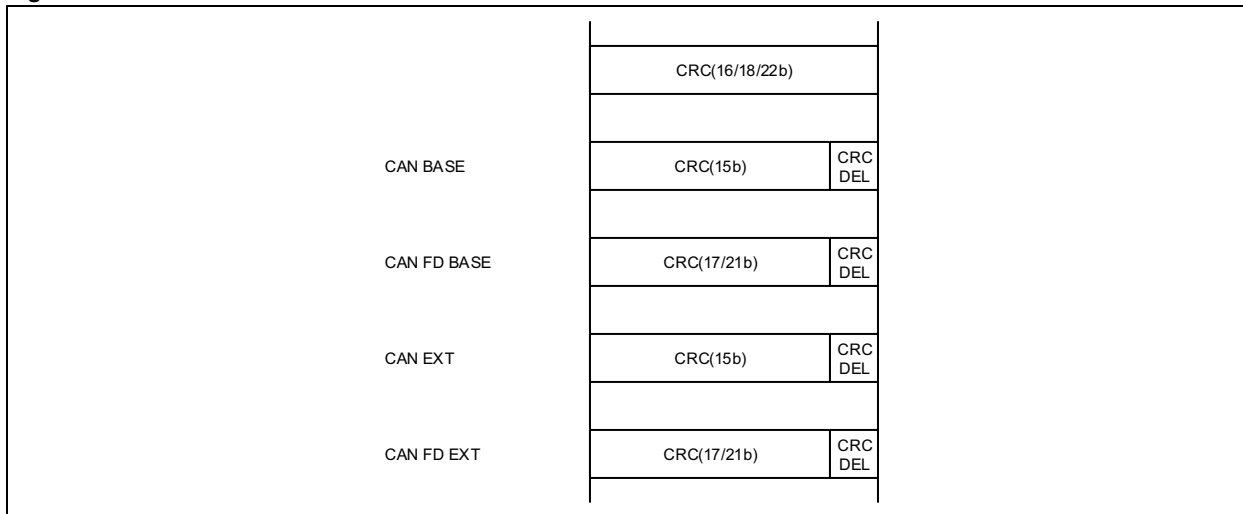 CRC(16/18/22b)
CAN BASE CRC(15b) CRC
DEL
CAN FD BASE CRC(17/21b) CRC
DEL
CAN EXT CRC(15b) CRC
DEL
CAN FD EXT CRC(17/21b) CRC
DEL